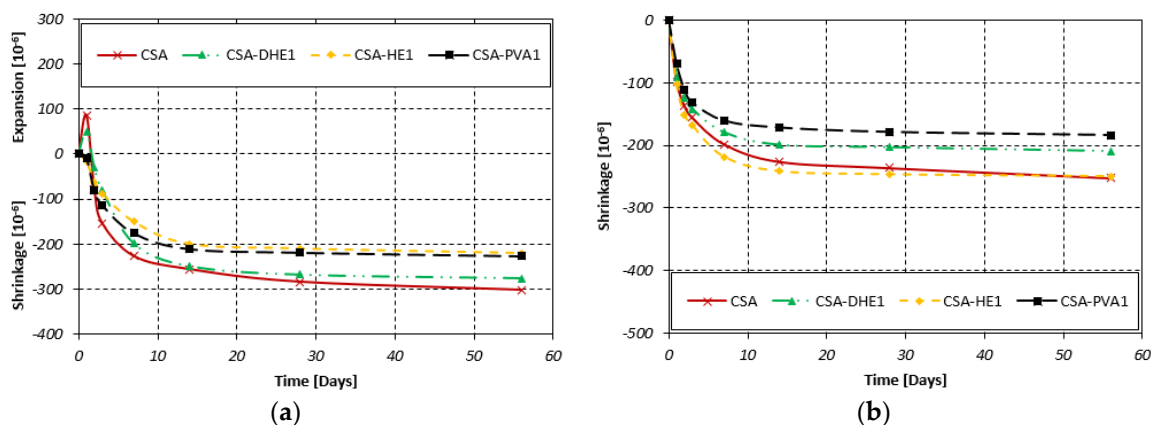 Expansion [10⁻⁶]
Shrinkage [10⁻⁶]
300
200
100
0
-100
-200
-300
-400
CSA CSA-DHE1 CSA-HE1 CSA-PVA1
0 10 20 30 40 50 60
Time [Days]
(a)
Shrinkage [10⁻⁶]
0
-100
-200
-300
-400
-500
CSA CSA-DHE1 CSA-HE1 CSA-PVA1
0 10 20 30 40 50 60
Time [Days]
(b)